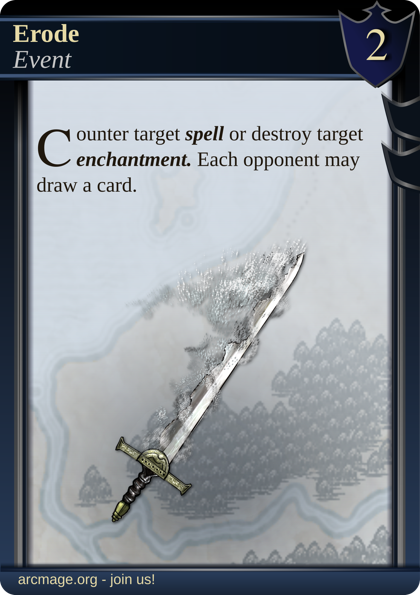 Erode
Event
2
Counter target spell or destroy target
enchantment. Each opponent may
draw a card.
arcmage.org - join us!